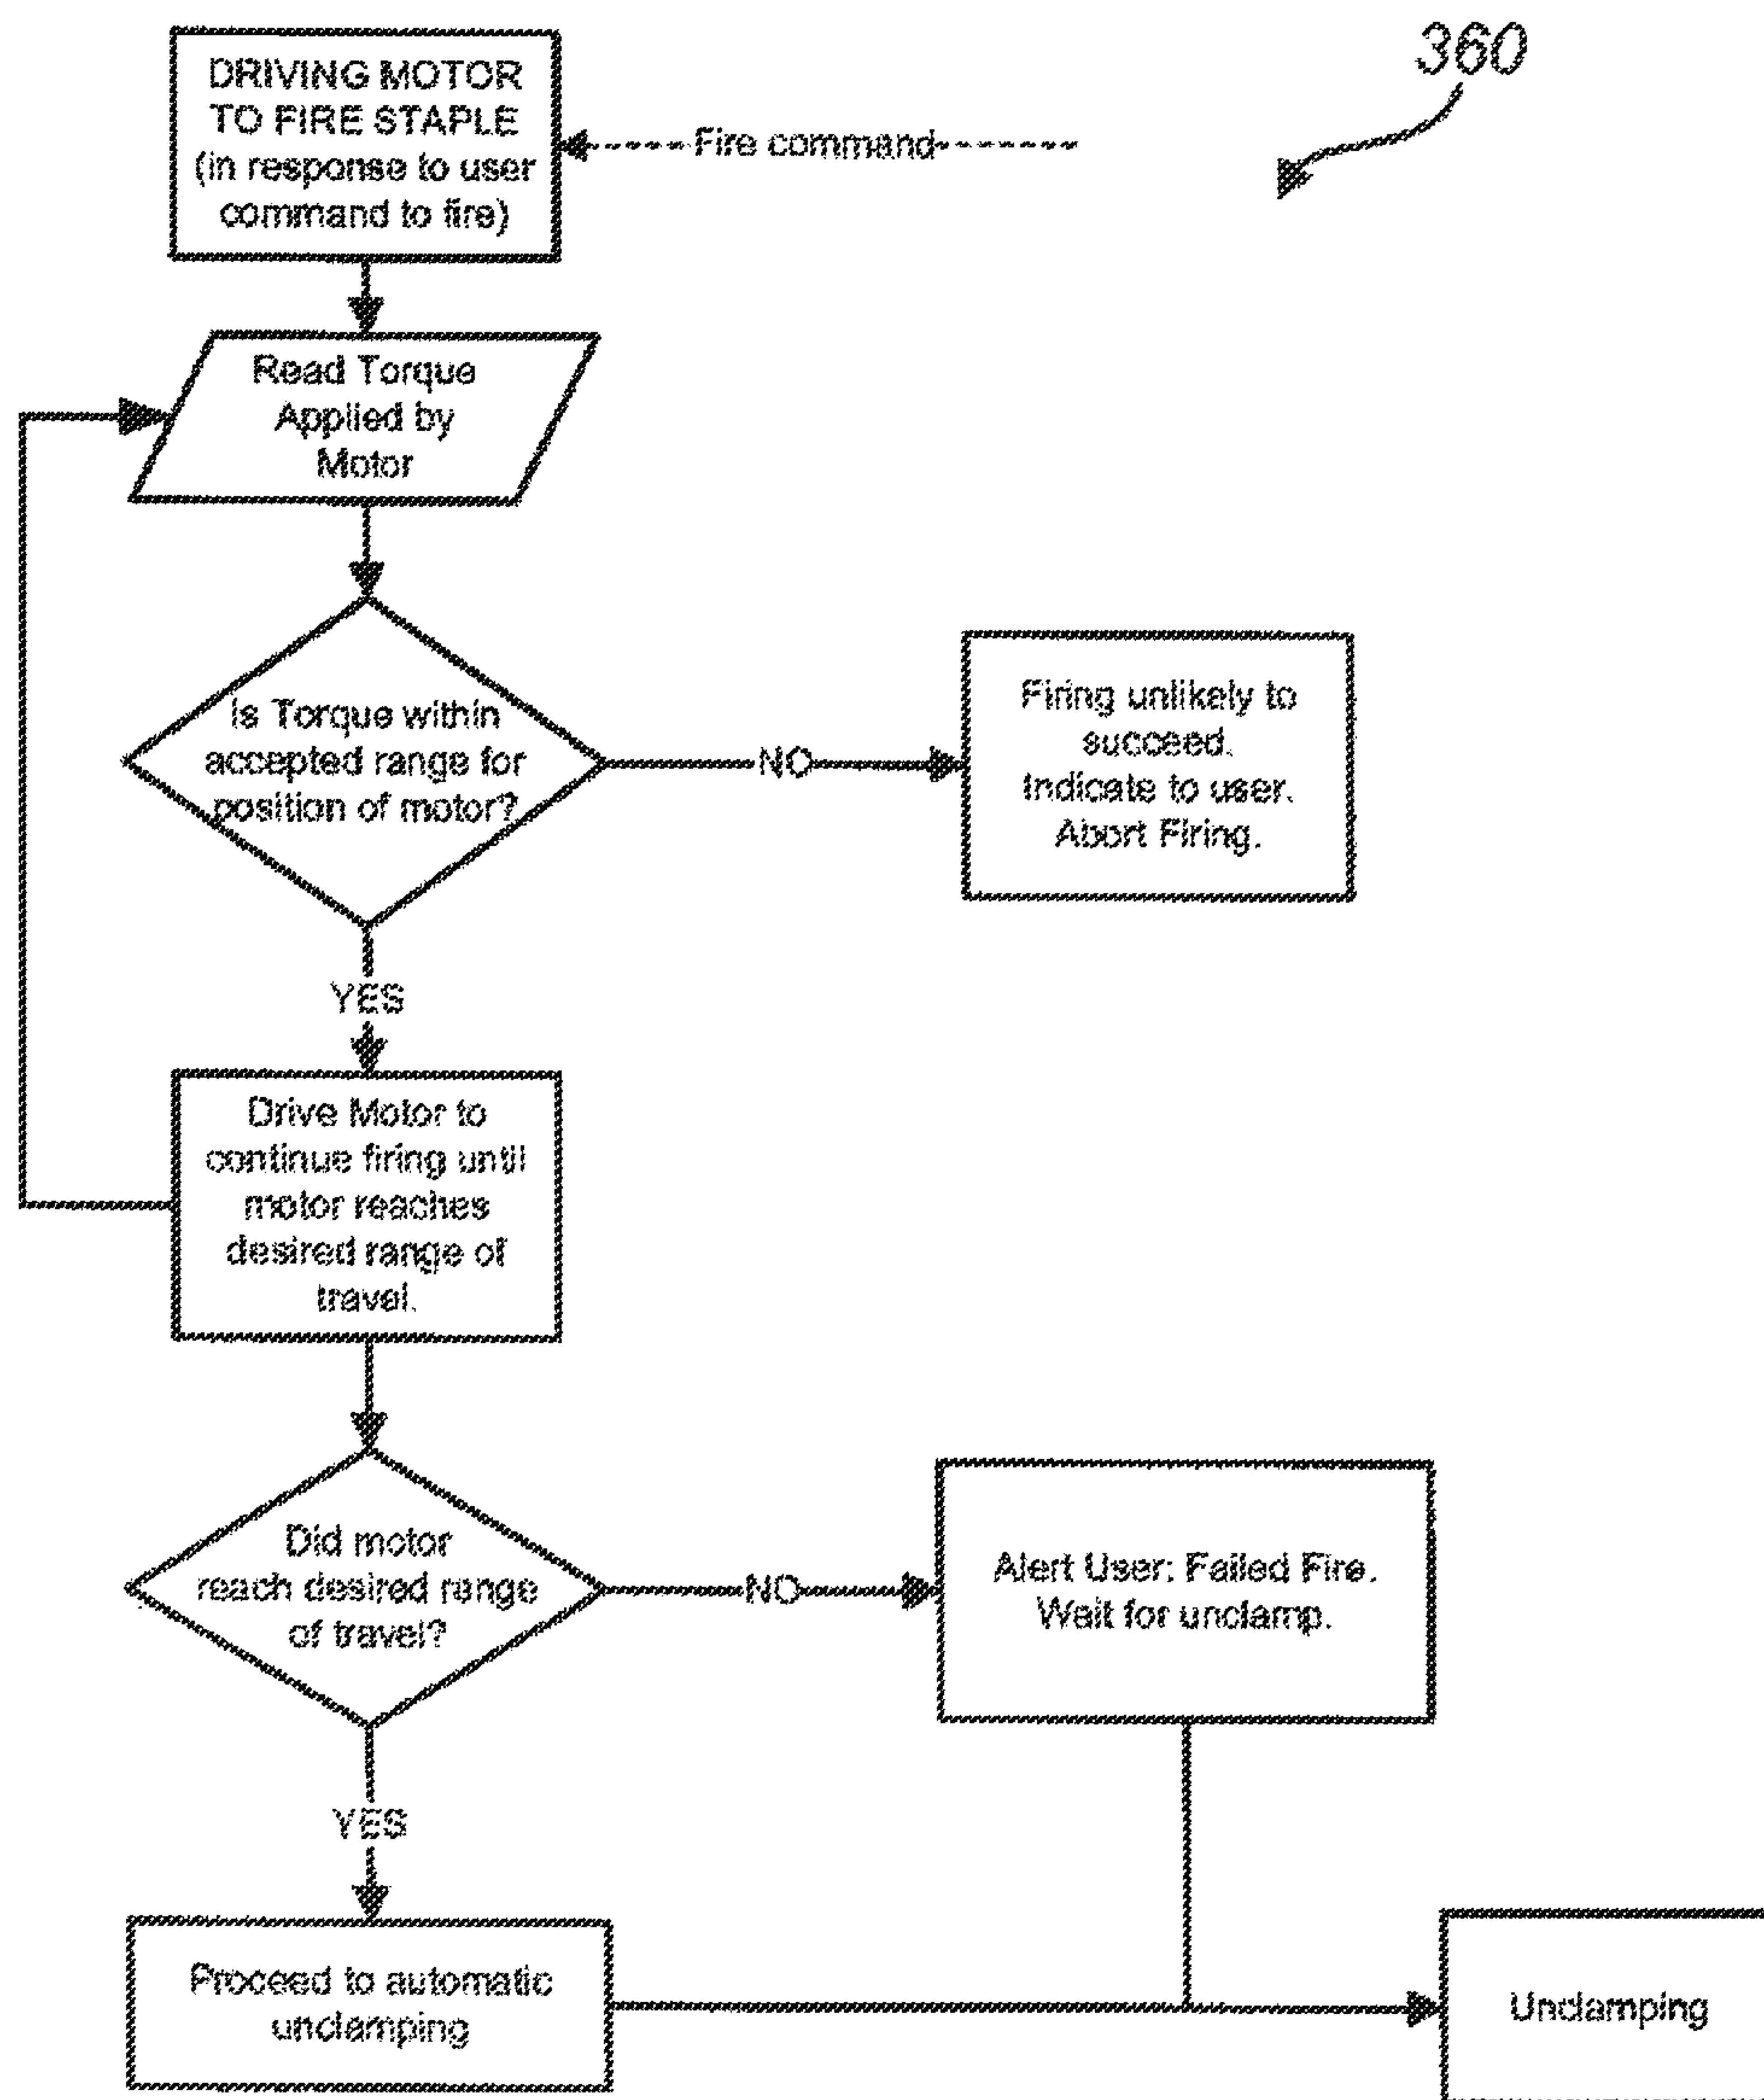 360
DRIVING MOTOR
TO FIRE STAPLE
(in response to user
command to fire)
Fire command
Read Torque
Applied by
Motor
Is Torque within
accepted range for
position of motor?
NO
Firing unlikely to
succeed.
Indicate to user.
Abort Firing.
YES
Drive Motor to
continue firing until
motor reaches
desired range of
travel.
Did motor
reach desired range
of travel?
NO
Alert User: Failed Fire.
Wait for unclamp.
YES
Proceed to automatic
unclamping
Unclamping